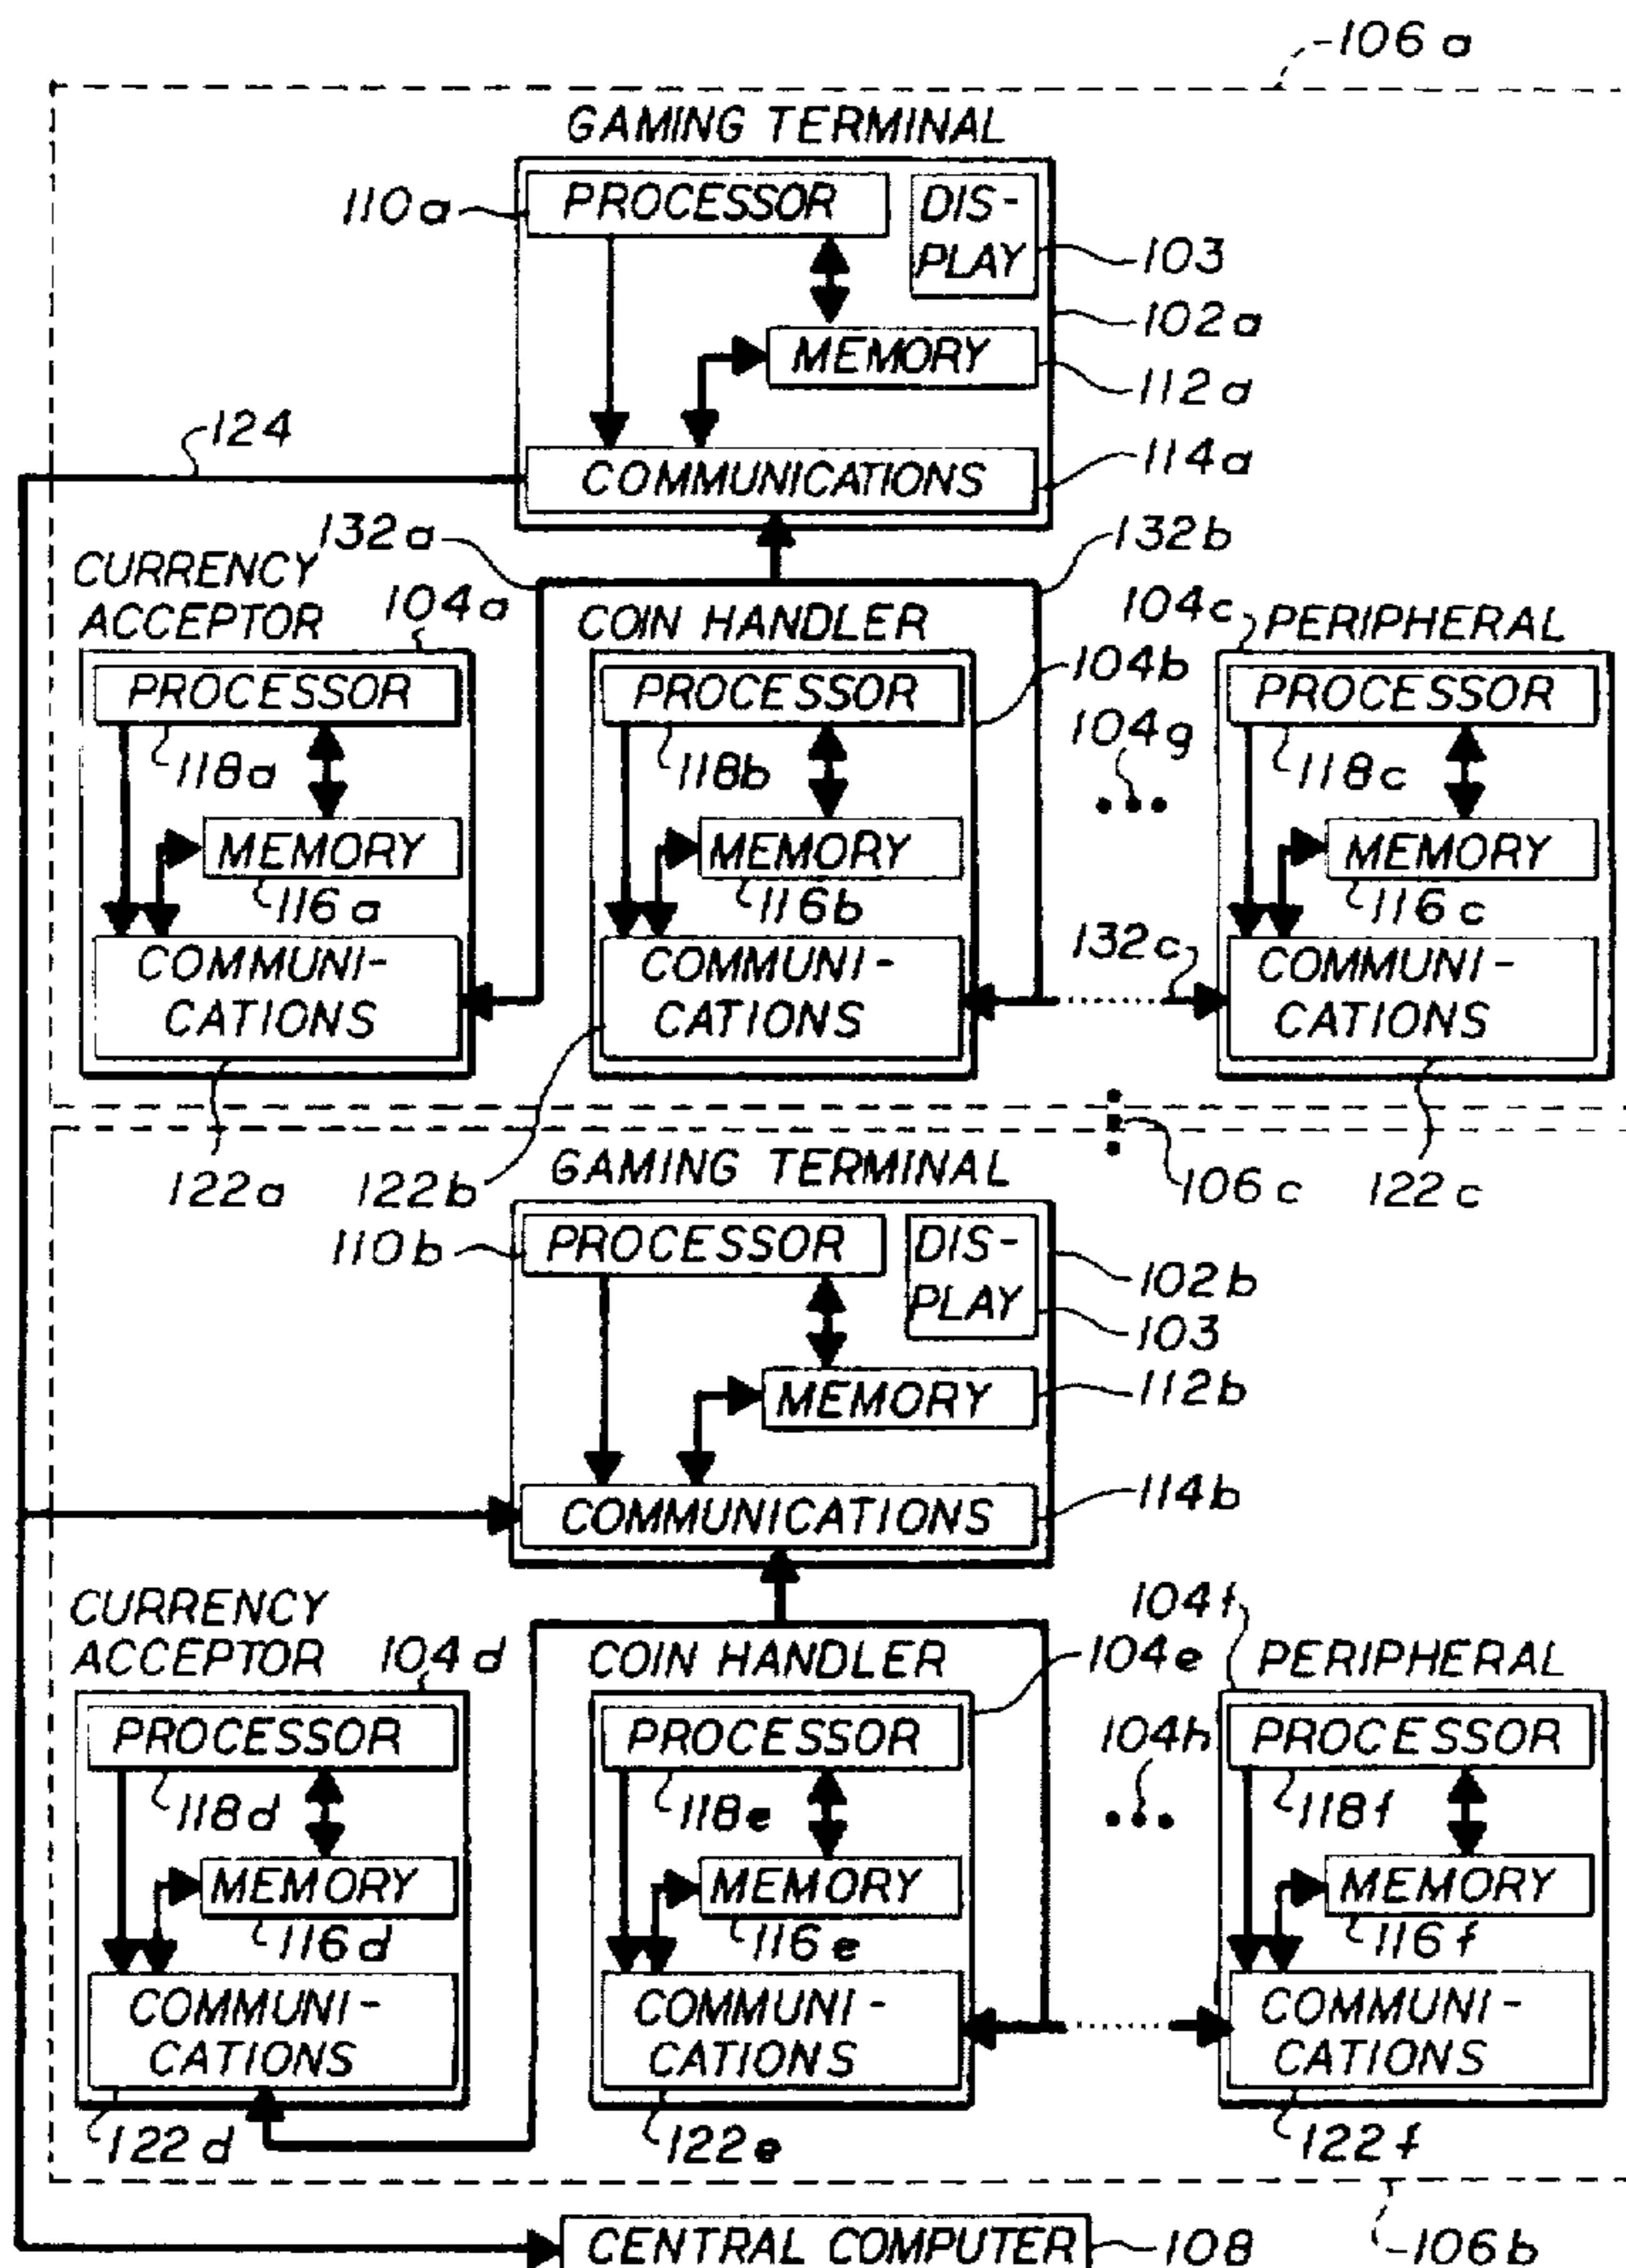 106a
GAMING TERMINAL
110a
PROCESSOR
DIS-
PLAY
103
102a
MEMORY
112a
124
COMMUNICATIONS
114a
132a
132b
CURRENCY
ACCEPTOR
104a
COIN HANDLER
104b
104c
PERIPHERAL
PROCESSOR
PROCESSOR
104g
PROCESSOR
118a
118b
• • •
118c
MEMORY
MEMORY
MEMORY
116a
116b
116c
COMMUNI-
CATIONS
COMMUNI-
CATIONS
132c
COMMUNI-
CATIONS
122a
122b
106c
122c
GAMING TERMINAL
110b
PROCESSOR
DIS-
PLAY
102b
103
MEMORY
112b
COMMUNICATIONS
114b
CURRENCY
ACCEPTOR
104d
COIN HANDLER
104e
104f
PERIPHERAL
PROCESSOR
PROCESSOR
104h
PROCESSOR
118d
118e
• • •
118f
MEMORY
MEMORY
MEMORY
116d
116e
116f
COMMUNI-
CATIONS
COMMUNI-
CATIONS
COMMUNI-
CATIONS
122d
122e
122f
CENTRAL COMPUTER
108
106b